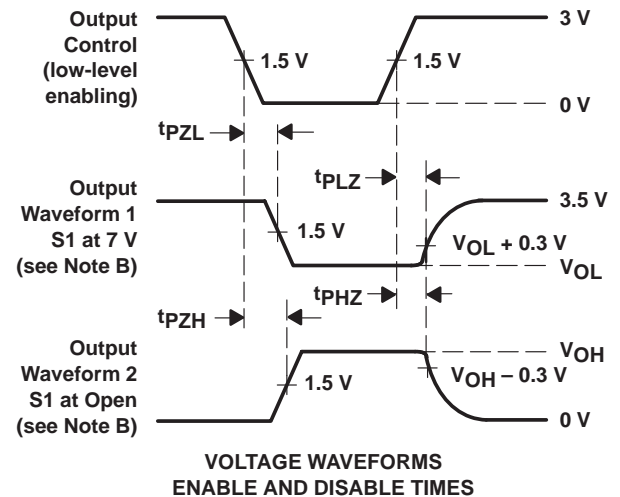 Output
Control
(low-level
enabling)
3 V
1.5 V
1.5 V
0 V
tPZL
tPLZ
Output
Waveform 1
S1 at 7 V
(see Note B)
3.5 V
1.5 V
VOL + 0.3 V
VOL
tPHZ
tPZH
Output
Waveform 2
S1 at Open
(see Note B)
VOH
1.5 V
VOH – 0.3 V
0 V
VOLTAGE WAVEFORMS
ENABLE AND DISABLE TIMES